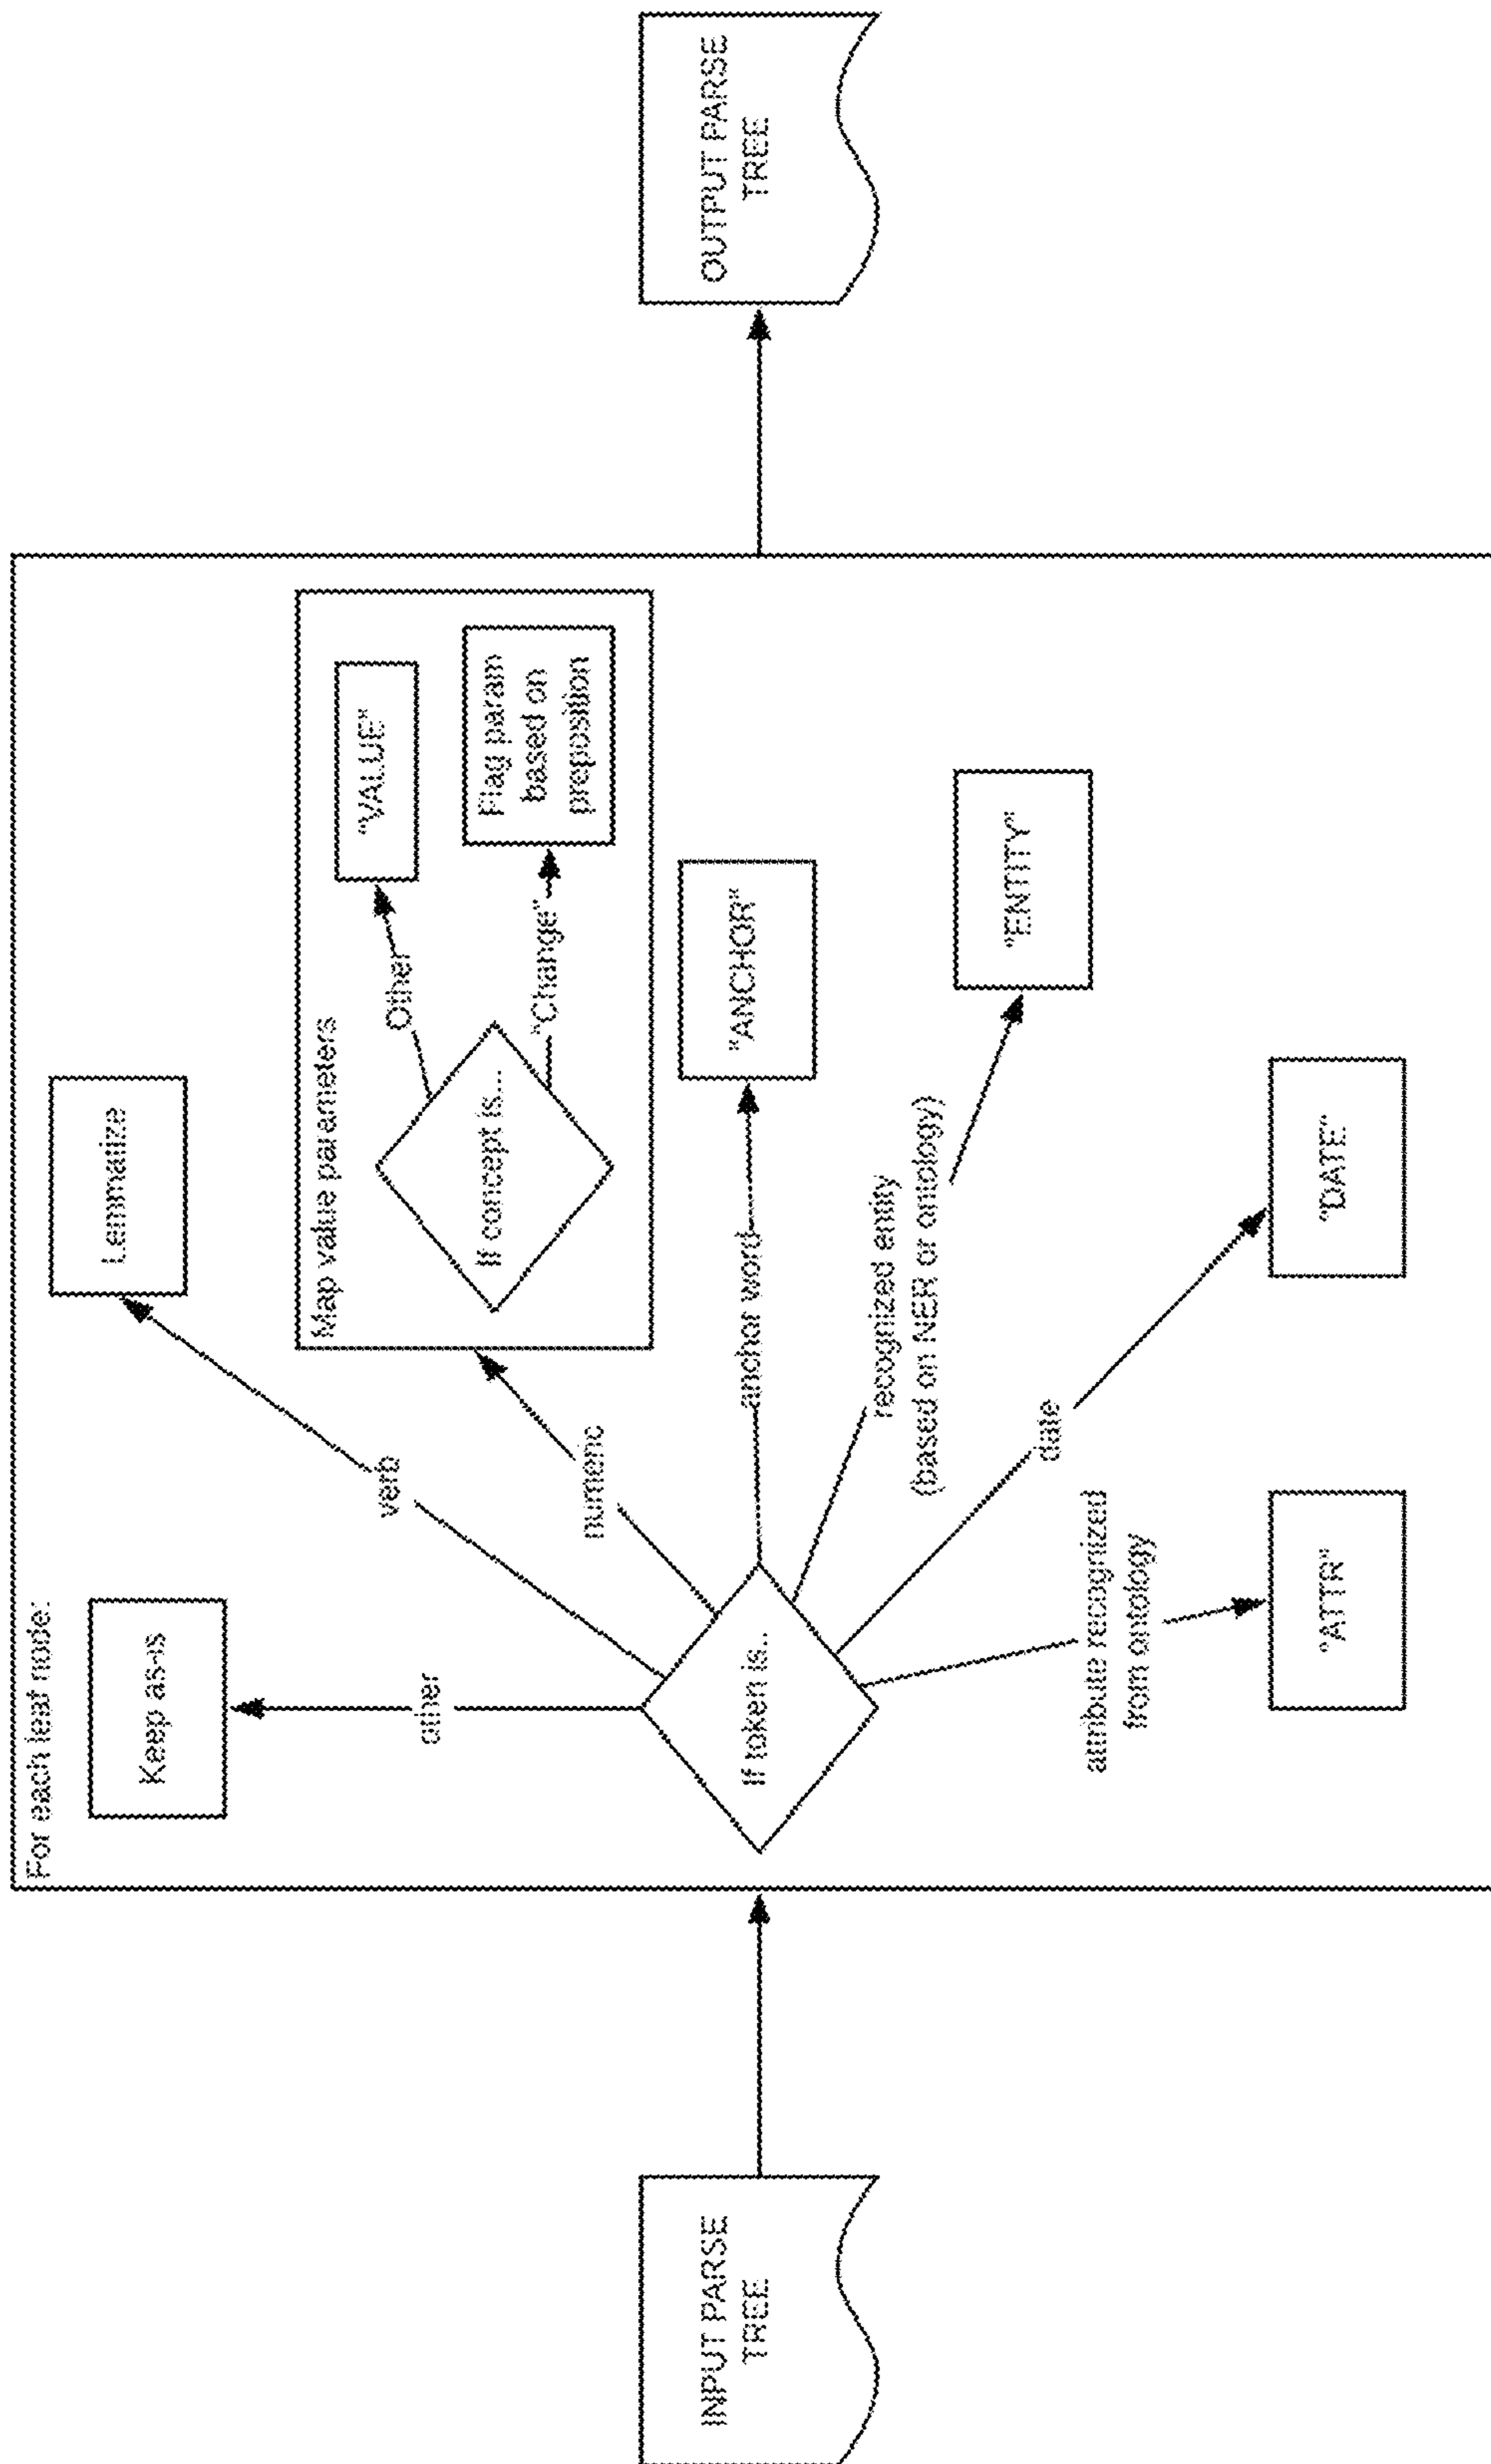 INPUT PARSE
TREE
For each leaf node:
If token is..
other
Keep as-is
verb
Lemmatize
numeric
Map value parameters
If concept is...
Other
"VALUE"
"Change"
Flag param
based on
preposition
anchor word
"ANCHOR"
recognized entity
(based on NER or ontology)
"ENTITY"
date
"DATE"
attribute recognized
from ontology
"ATTR"
OUTPUT PARSE
TREE